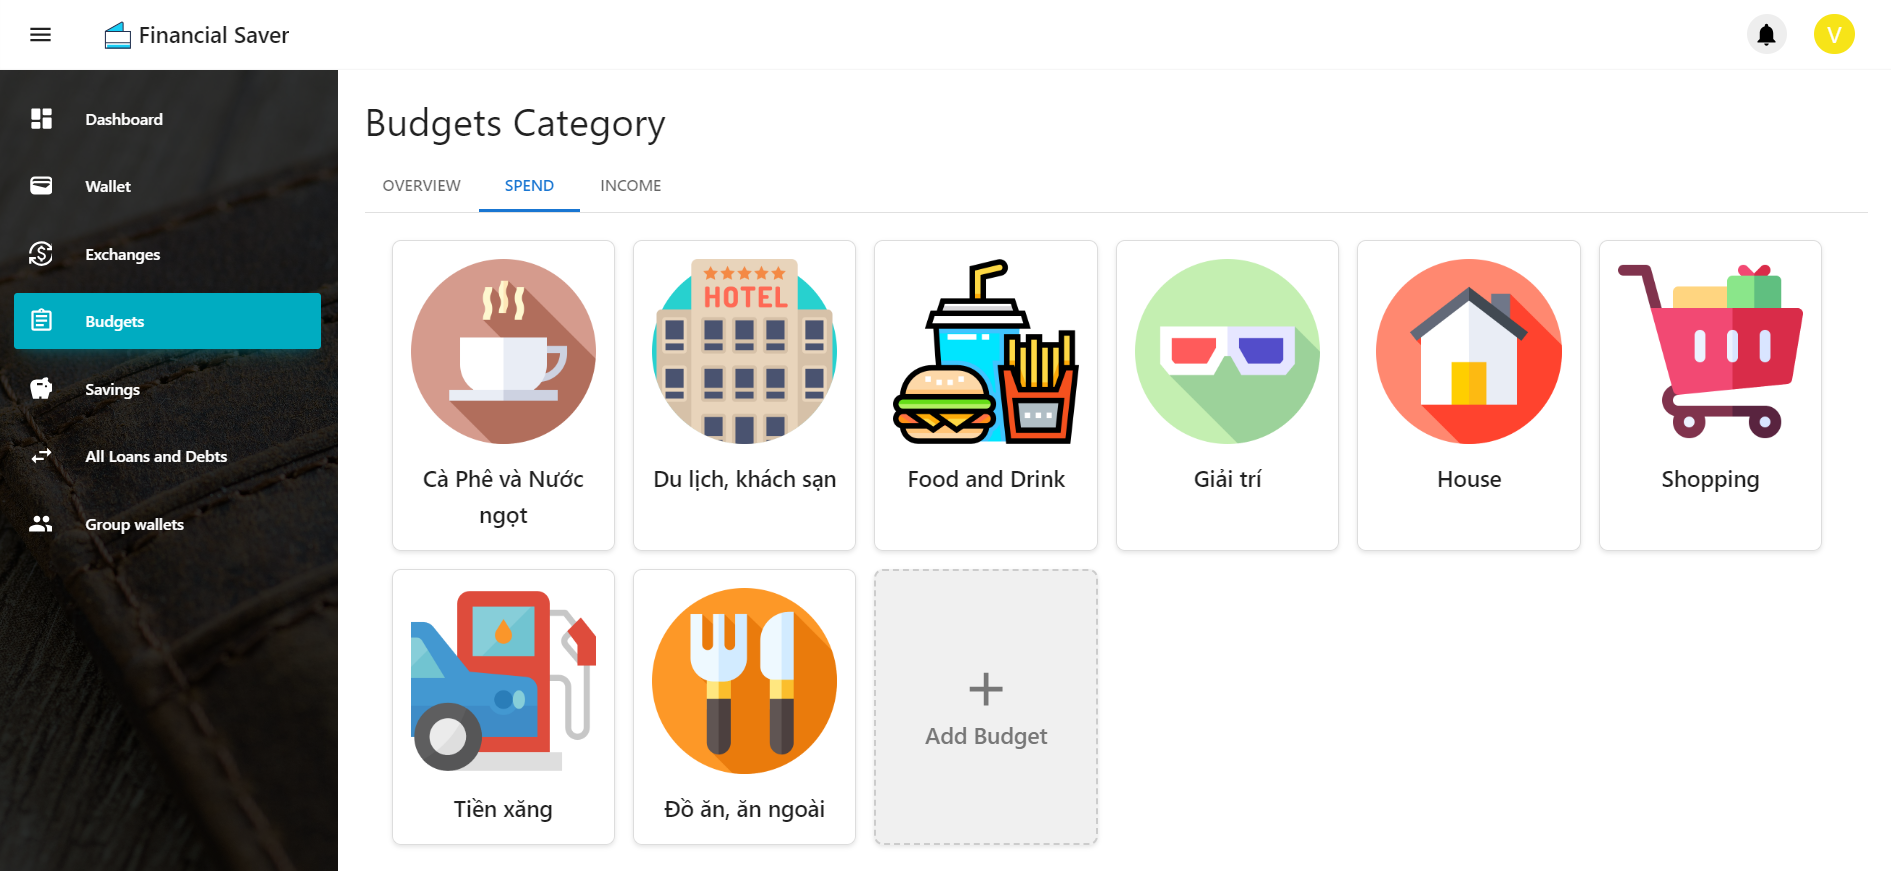 Financial Saver
V
Dashboard
Wallet
Exchanges
Budgets
Savings
All Loans and Debts
Group wallets
Budgets Category
OVERVIEW
SPEND
INCOME
HOTEL
Cà Phê và Nước
ngọt
Du lịch, khách sạn
Food and Drink
Giải trí
House
Shopping
Tiền xăng
Đồ ăn, ăn ngoài
Add Budget